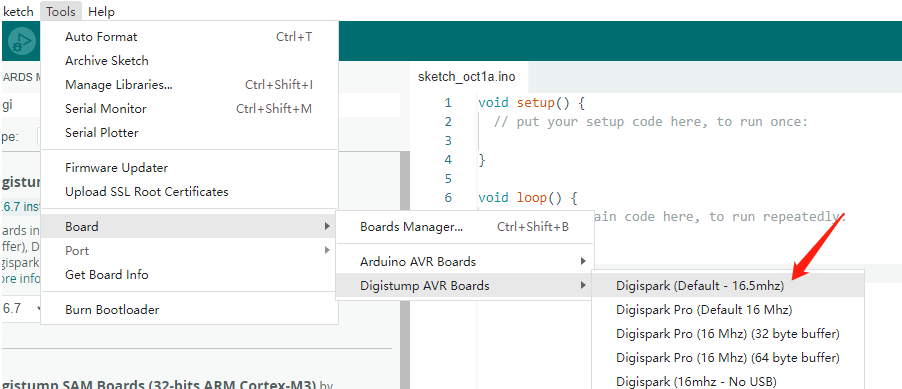 ketch Tools Help
Auto Format Ctrl+T
Archive Sketch
Manage Libraries... Ctrl+Shift+I
Serial Monitor Ctrl+Shift+M
Serial Plotter
Firmware Updater
Upload SSL Root Certificates
Board
Port
Get Board Info
Burn Bootloader
Boards Manager... Ctrl+Shift+B
Arduino AVR Boards
Digistump AVR Boards
Digispark (Default - 16.5mhz)
Digispark Pro (Default 16 Mhz)
Digispark Pro (16 Mhz) (32 byte buffer)
Digispark Pro (16 Mhz) (64 byte buffer)
Digispark (16mhz - No USB)
ARDS M
gi
pe:
gistum
.6.7 inst
ards in
ffer), D
gispark
ore info
6.7
gistump SAM Boards (32-bits ARM Cortex-M3) by
sketch_oct1a.ino
1 void setup() {
2 // put your setup code here, to run once:
3
4 }
5
6 void loop() {
ain code here, to run repeatedly: